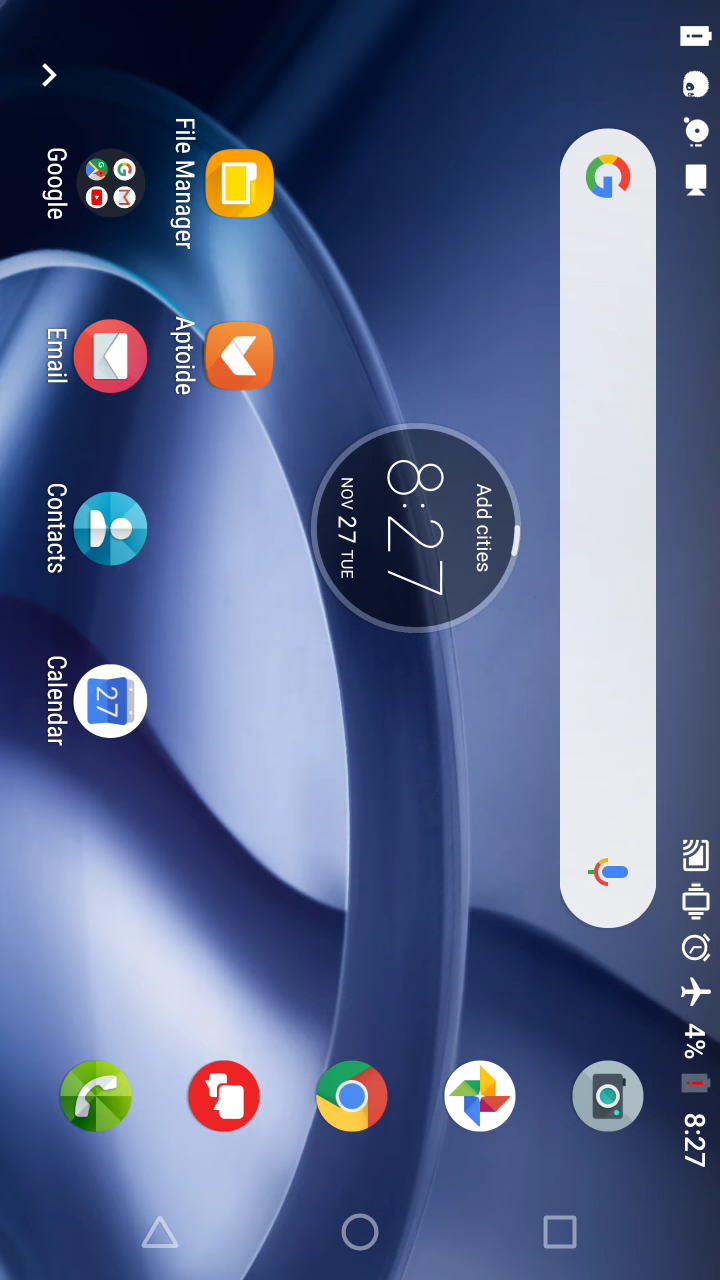 4% 8:27
Add cities
8:27
NOV 27 TUE
File Manager
Aptoide
Google
Email
Contacts
27
Calendar